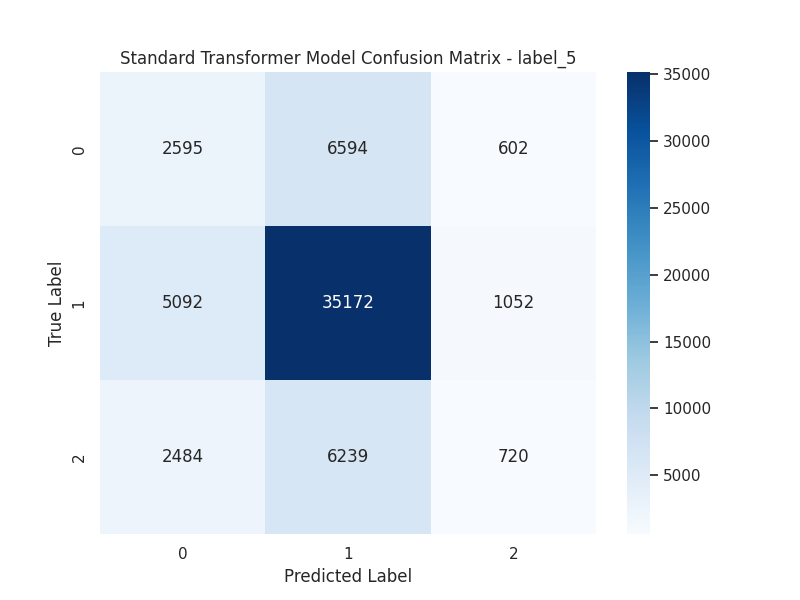 Standard Transformer Model Confusion Matrix - label_5
35000
30000
25000
20000
15000
10000
5000
True Label
0
2595 6594 602
1
5092 35172 1052
2
2484 6239 720
0 1 2
Predicted Label